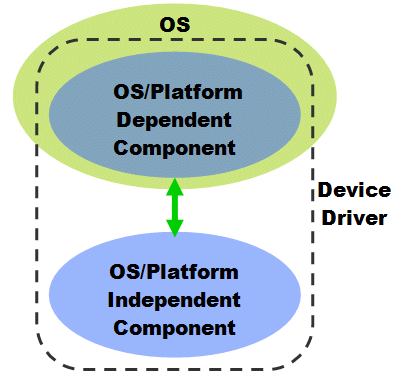 OS
OS/Platform
Dependent
Component
Device
Driver
OS/Platform
Independent
Component